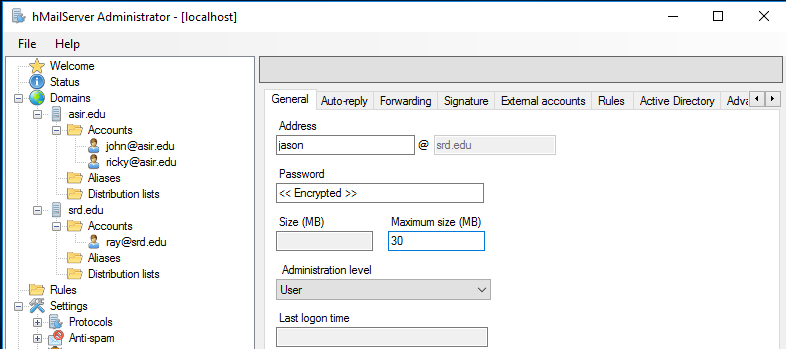 hMailServer Administrator - [localhost]
File Help
Welcome
Status
Domains
asir.edu
Accounts
john@asir.edu
ricky@asir.edu
Aliases
Distribution lists
srd.edu
Accounts
ray@srd.edu
Aliases
Distribution lists
Rules
Settings
Protocols
Anti-spam
General Auto-reply Forwarding Signature External accounts Rules Active Directory Adva
Address
jason @ srd.edu
Password
<< Encrypted >>
Size (MB) Maximum size (MB)
30
Administration level
User
Last logon time